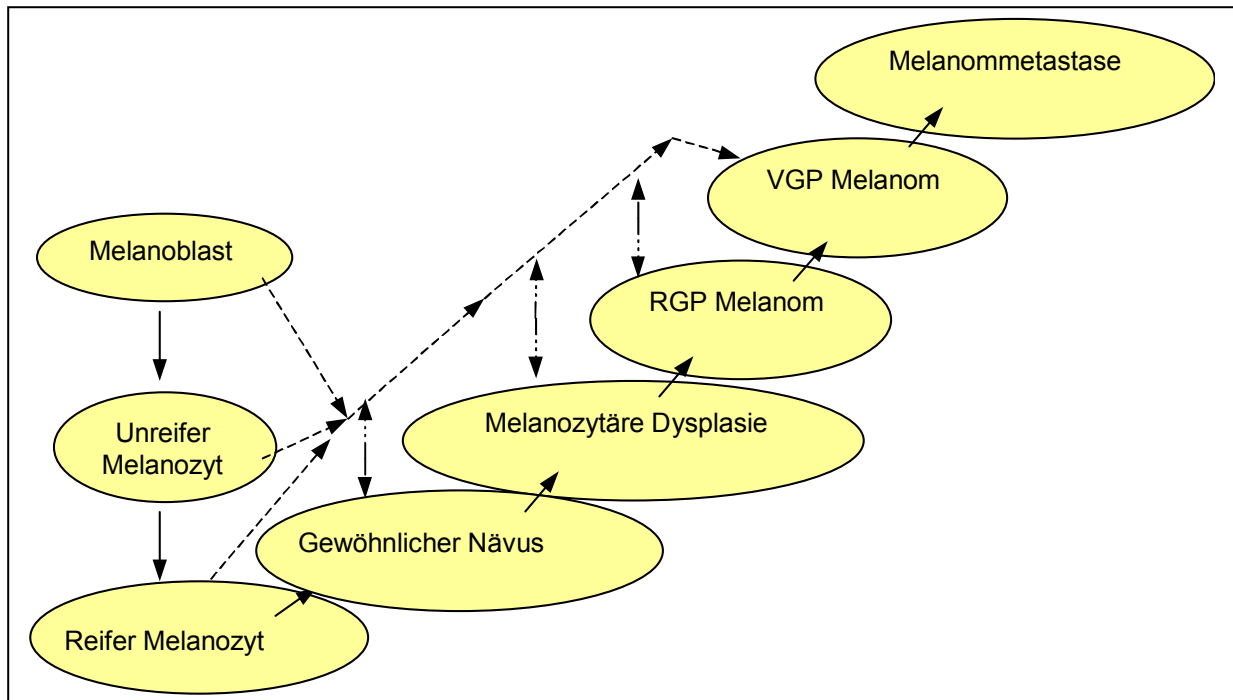 Melanommetastase
VGP Melanom
Melanoblast
RGP Melanom
Melanozytäre Dysplasie
Unreifer
Melanozyt
Gewöhnlicher Nävus
Reifer Melanozyt